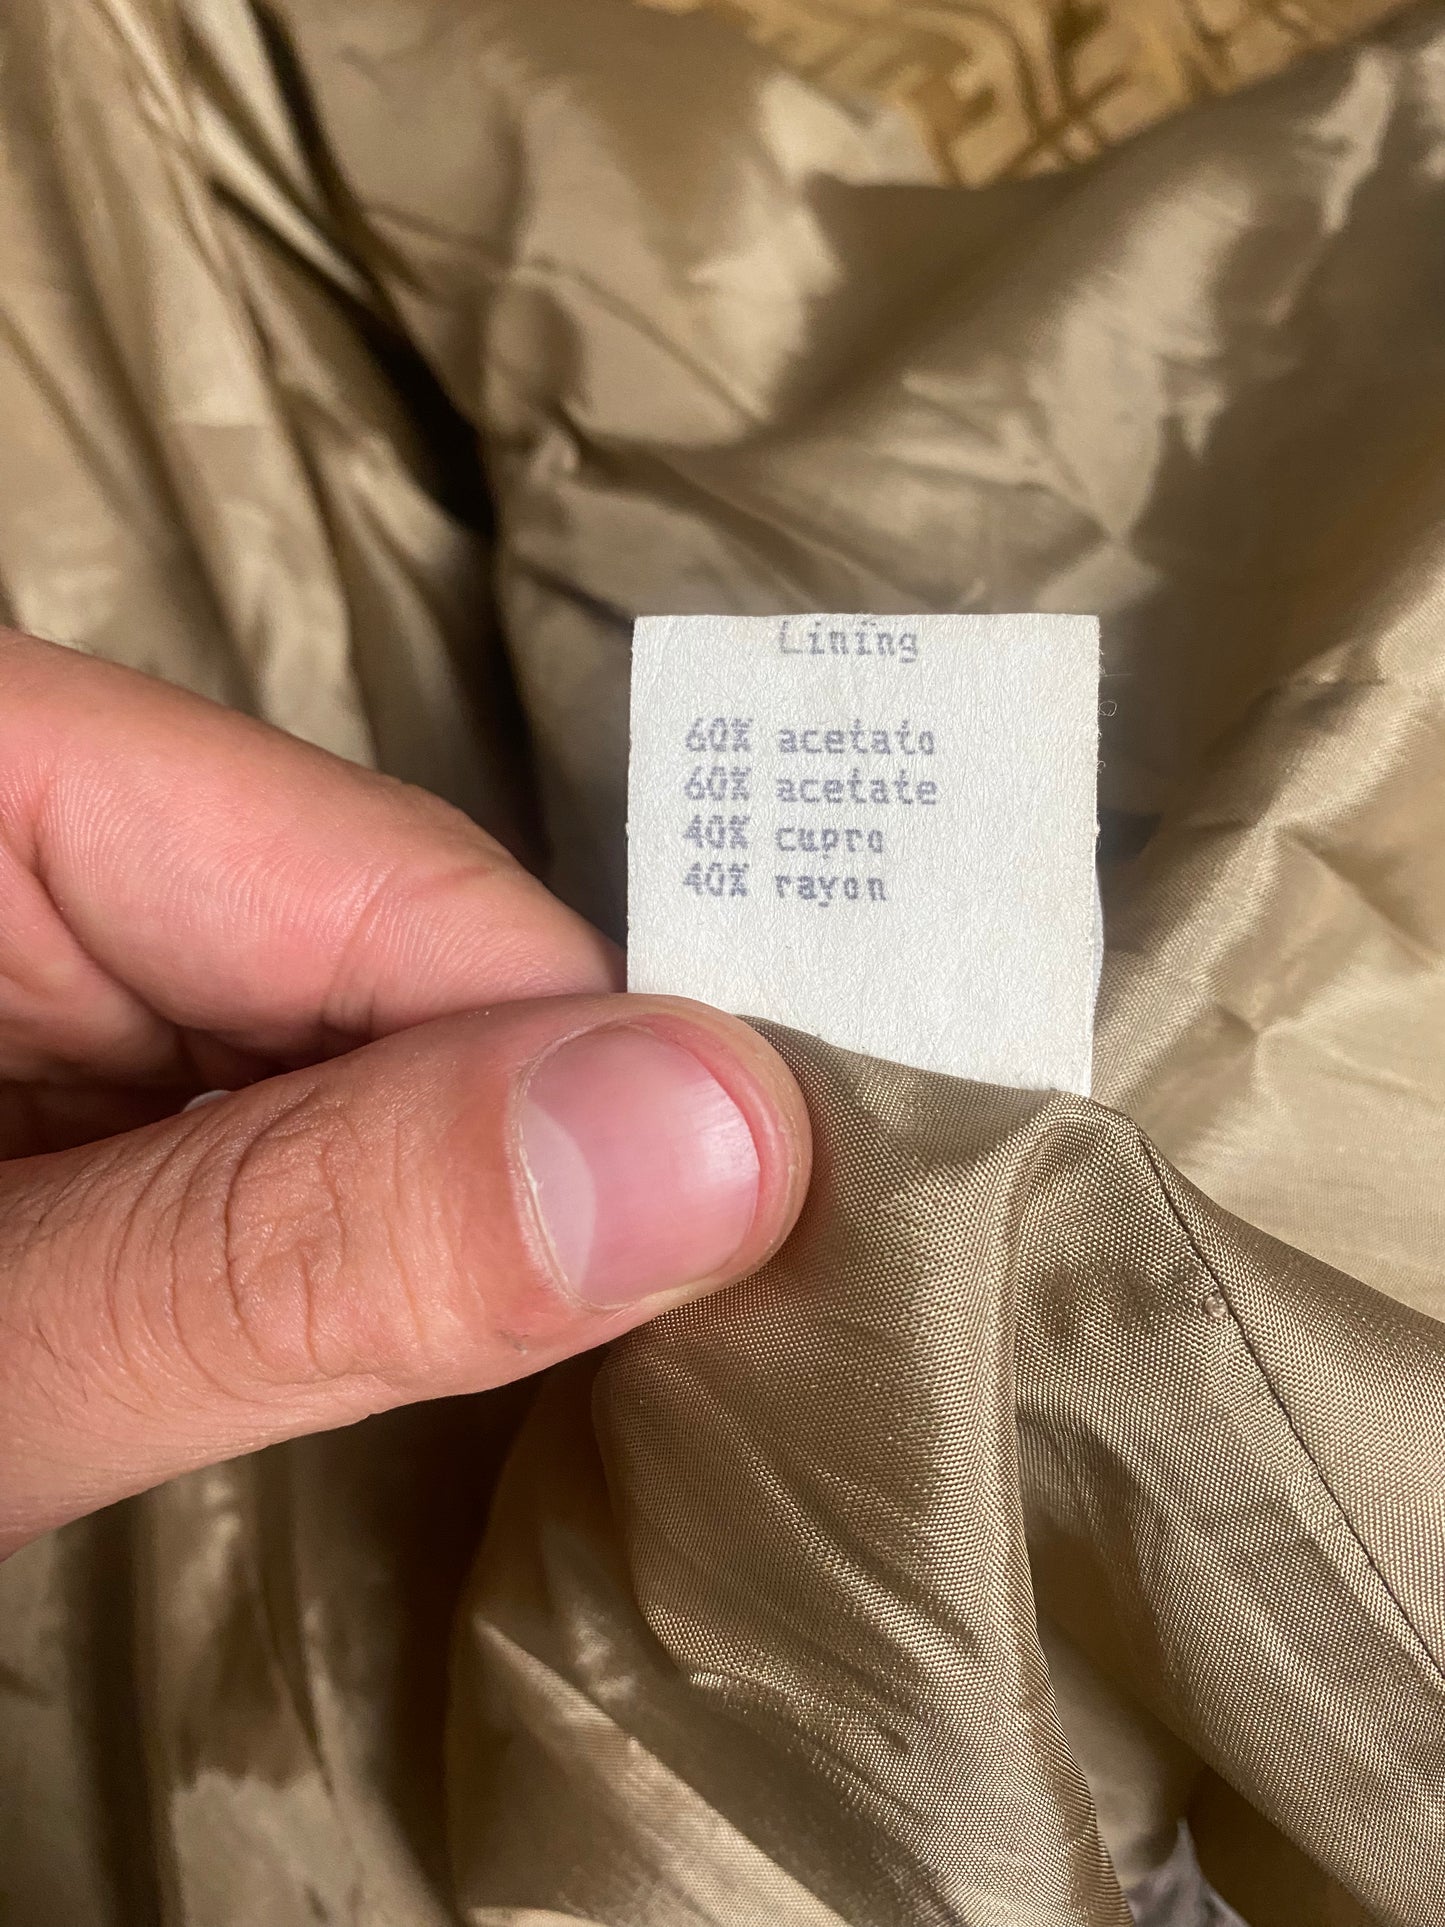 Lining
60% acetato
60% acetate
40% cupro
40% rayon